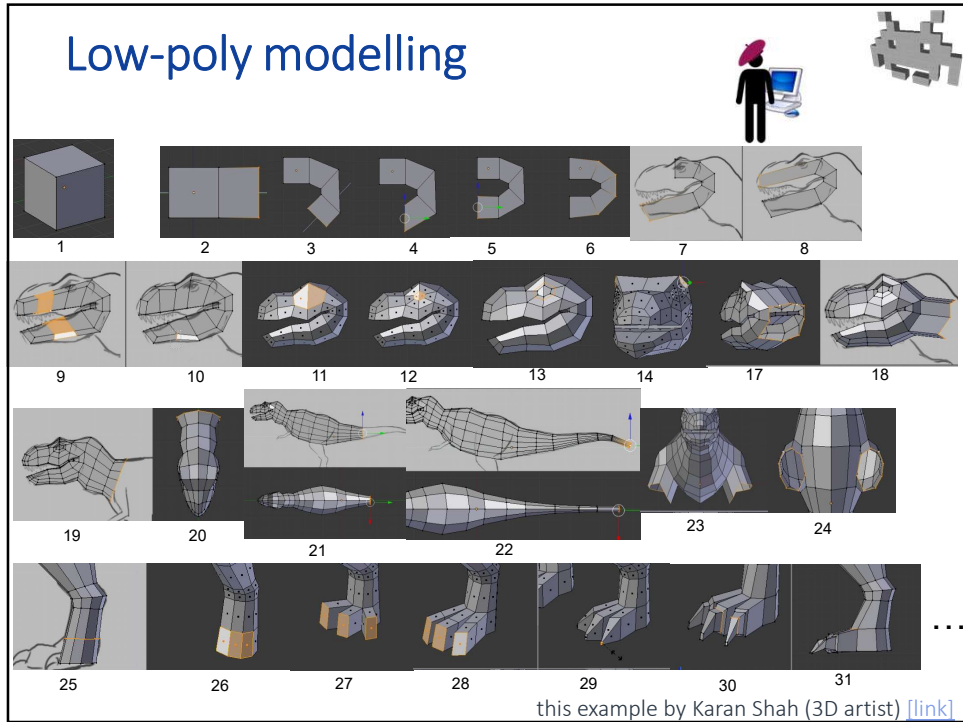 Low-poly modelling
1 2 3 4 5 6 7 8
9 10 11 12 13 14 17 18
19 20 21 22 23 24
25 26 27 28 29 30 31 ...
this example by Karan Shah (3D artist) [link]